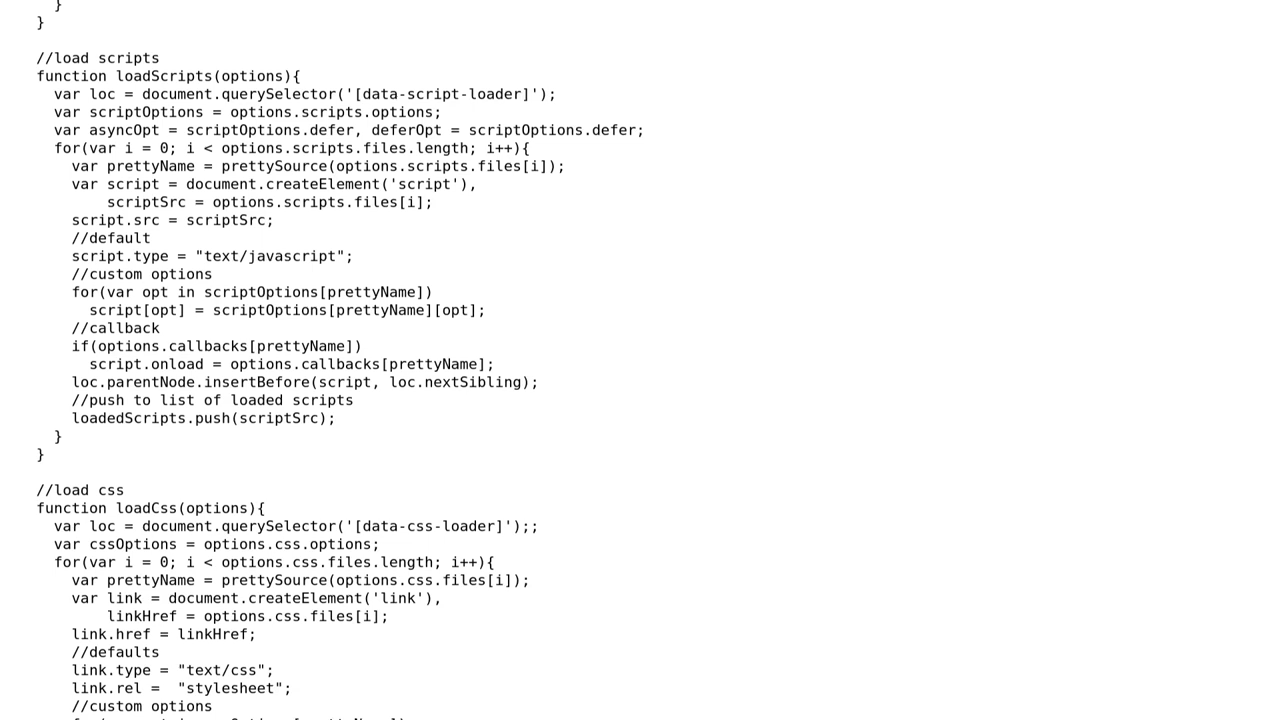 }
}
//load scripts
function loadScripts(options){
var loc = document.querySelector('[data-script-loader]');
var scriptOptions = options.scripts.options;
var asyncOpt = scriptOptions.defer, deferOpt = scriptOptions.defer;
for(var i = 0; i < options.scripts.files.length; i++){
var prettyName = prettySource(options.scripts.files[i]);
var script = document.createElement('script'),
scriptSrc = options.scripts.files[i];
script.src = scriptSrc;
//default
script.type = "text/javascript";
//custom options
for(var opt in scriptOptions[prettyName])
script[opt] = scriptOptions[prettyName][opt];
//callback
if(options.callbacks[prettyName])
script.onload = options.callbacks[prettyName];
loc.parentNode.insertBefore(script, loc.nextSibling);
//push to list of loaded scripts
loadedScripts.push(scriptSrc);
}
}
//load css
function loadCss(options){
var loc = document.querySelector('[data-css-loader]');;
var cssOptions = options.css.options;
for(var i = 0; i < options.css.files.length; i++){
var prettyName = prettySource(options.css.files[i]);
var link = document.createElement('link'),
linkHref = options.css.files[i];
link.href = linkHref;
//defaults
link.type = "text/css";
link.rel =  "stylesheet";
//custom options